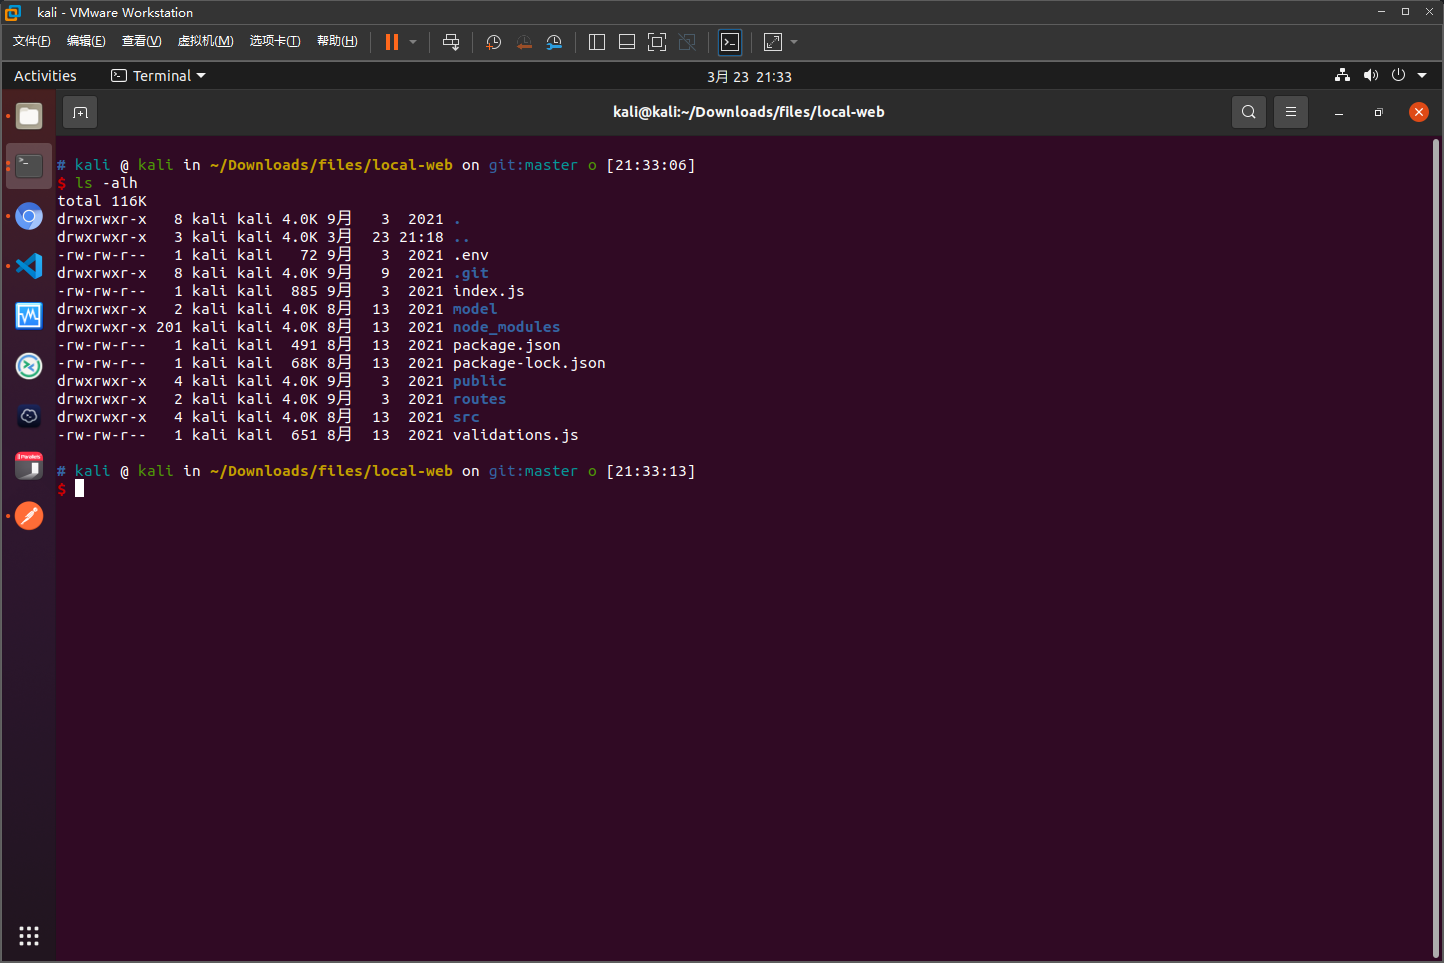 kali - VMware Workstation
文件(F) 编辑(E) 查看(V) 虚拟机(M) 选项卡(T) 帮助(H)
Activities Terminal 3月 23 21:33
kali@kali:~/Downloads/files/local-web
# kali @ kali in ~/Downloads/files/local-web on git:master o [21:33:06]
$ ls -alh
total 116K
drwxrwxr-x   8 kali kali 4.0K 9月   3  2021 .
drwxrwxr-x   3 kali kali 4.0K 3月  23 21:18 ..
-rw-rw-r--   1 kali kali   72 9月   3  2021 .env
drwxrwxr-x   8 kali kali 4.0K 9月   9  2021 .git
-rw-rw-r--   1 kali kali  885 9月   3  2021 index.js
drwxrwxr-x   2 kali kali 4.0K 8月  13  2021 model
drwxrwxr-x 201 kali kali 4.0K 8月  13  2021 node_modules
-rw-rw-r--   1 kali kali  491 8月  13  2021 package.json
-rw-rw-r--   1 kali kali  68K 8月  13  2021 package-lock.json
drwxrwxr-x   4 kali kali 4.0K 9月   3  2021 public
drwxrwxr-x   2 kali kali 4.0K 9月   3  2021 routes
drwxrwxr-x   4 kali kali 4.0K 8月  13  2021 src
-rw-rw-r--   1 kali kali  651 8月  13  2021 validations.js
# kali @ kali in ~/Downloads/files/local-web on git:master o [21:33:13]
$